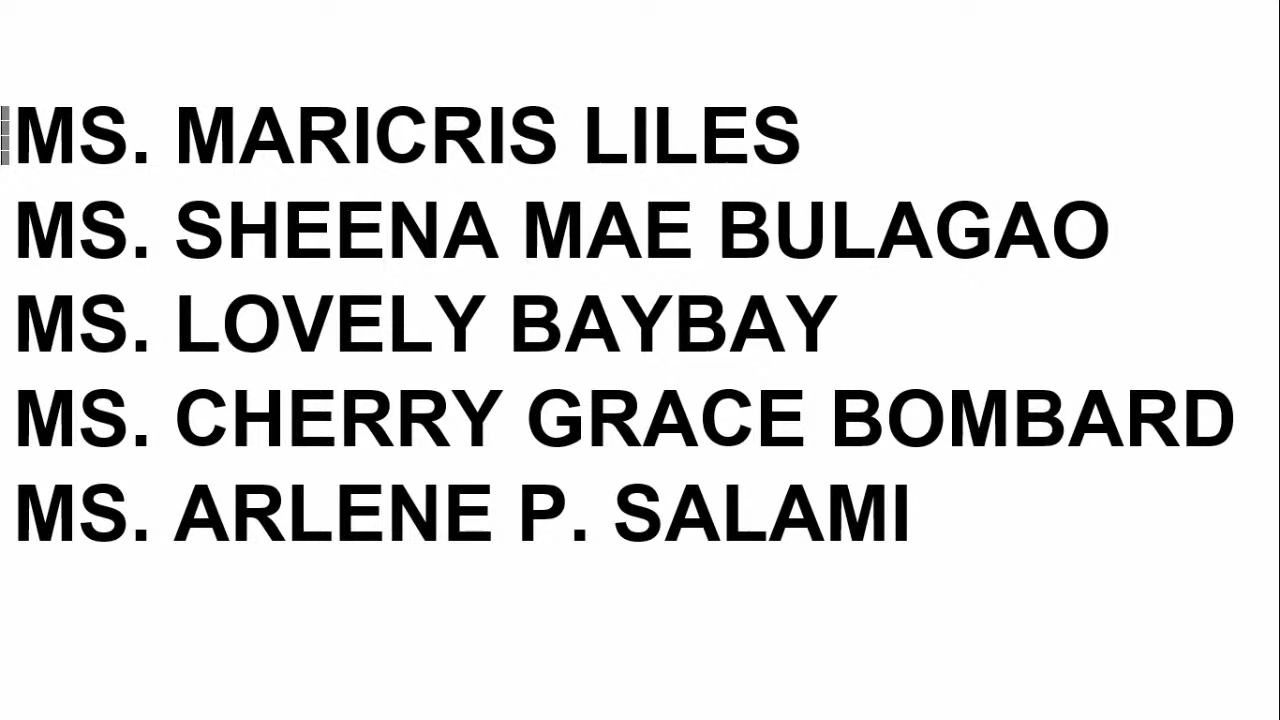 MS. MARICRIS LILES
MS. SHEENA MAE BULAGAO
MS. LOVELY BAYBAY
MS. CHERRY GRACE BOMBARD
MS. ARLENE P. SALAMI